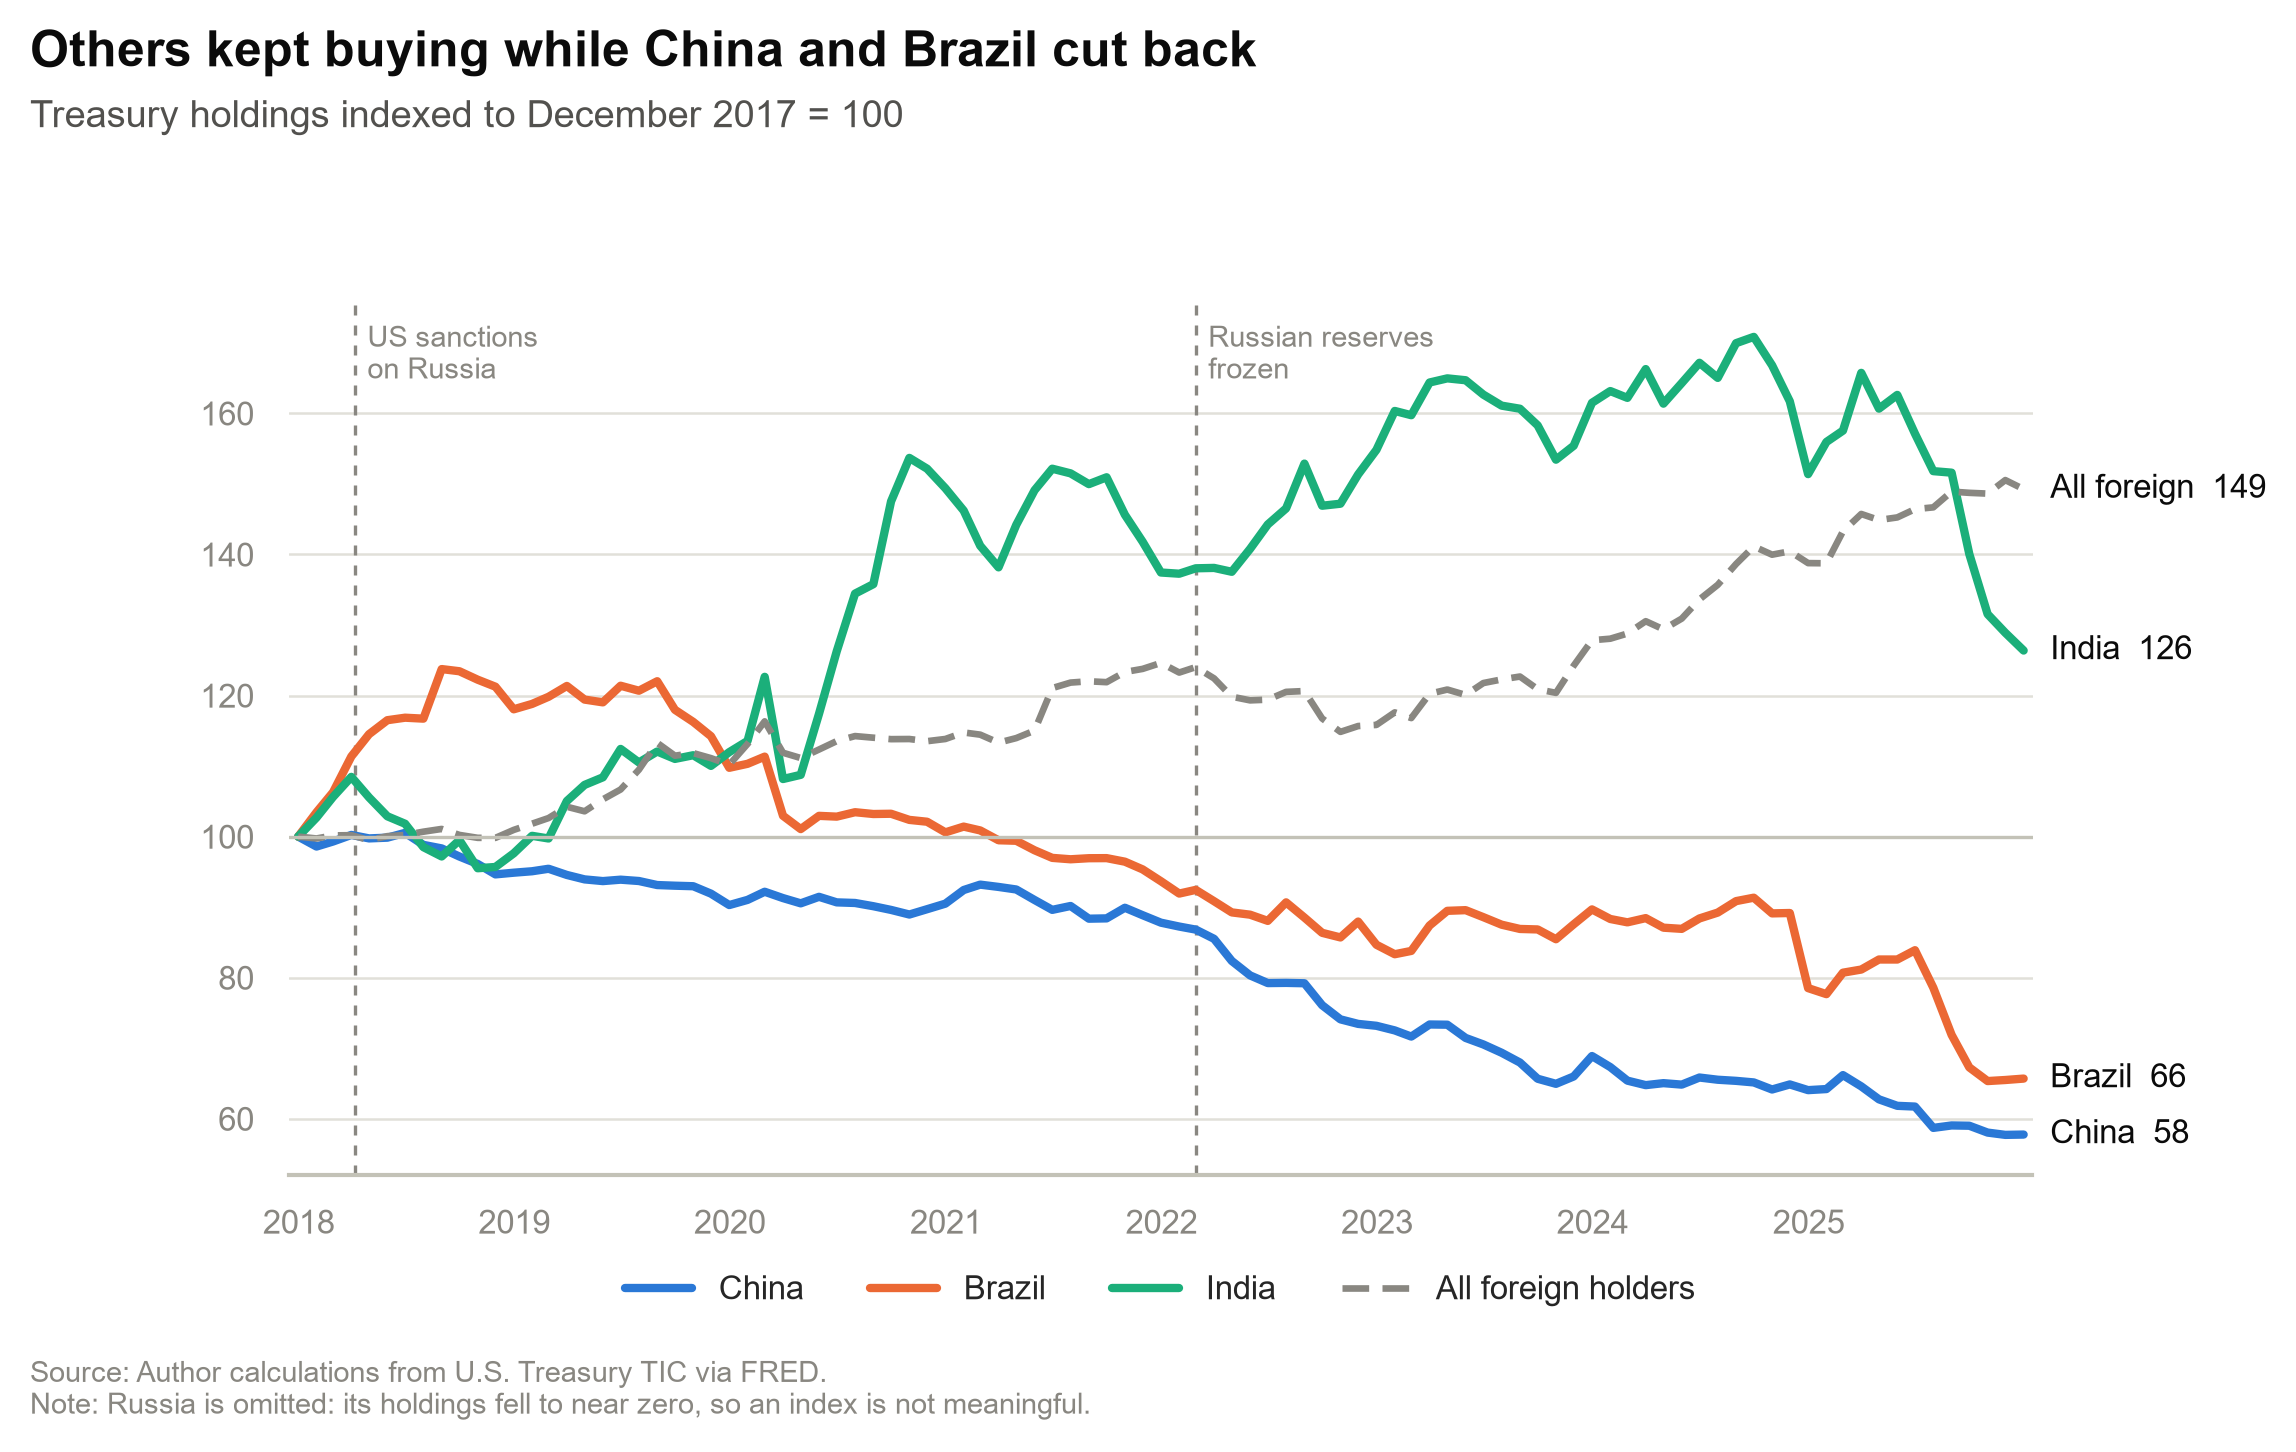 Others kept buying while China and Brazil cut back
Treasury holdings indexed to December 2017 = 100
US sanctions
on Russia
Russian reserves
frozen
160
140
120
100
80
60
All foreign 149
India 126
Brazil 66
China 58
2018 2019 2020 2021 2022 2023 2024 2025
China Brazil India All foreign holders
Source: Author calculations from U.S. Treasury TIC via FRED.
Note: Russia is omitted: its holdings fell to near zero, so an index is not meaningful.